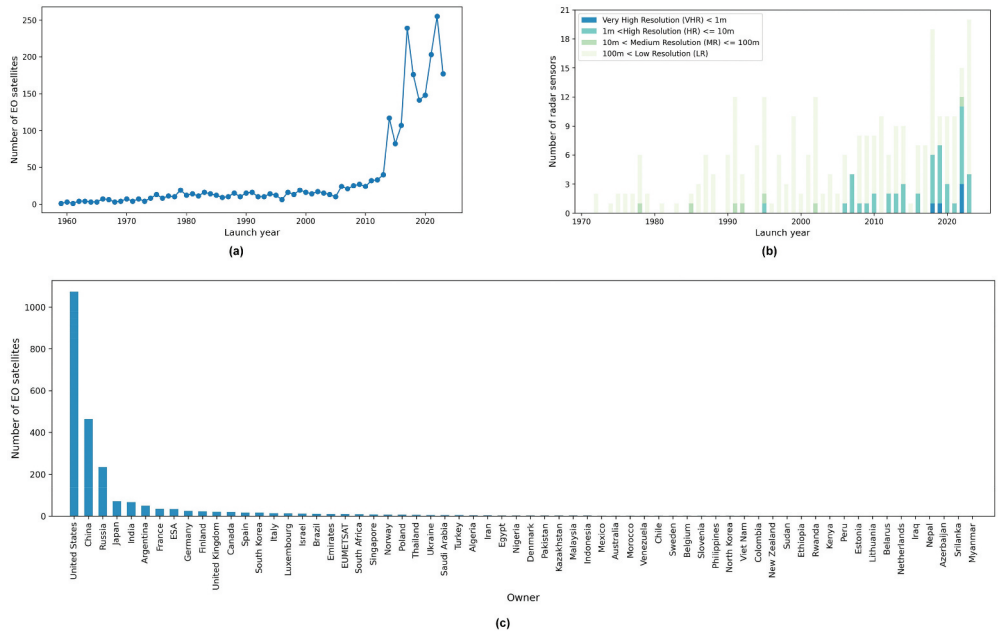 250
200
150
100
50
0
Number of EO satellites
1960
1970
1980
1990
2000
2010
2020
Launch year
(a)
21
18
15
12
9
6
3
0
Number of radar sensors
Very High Resolution (VHR) < 1m
1m <High Resolution (HR) <= 10m
10m < Medium Resolution (MR) <= 100m
100m < Low Resolution (LR)
1970
1980
1990
2000
2010
2020
Launch year
(b)
1000
800
600
400
200
0
Number of EO satellites
United States
China
Russia
Japan
India
Argentina
France
ESA
Germany
Finland
United Kingdom
Canada
Spain
South Korea
Italy
Luxembourg
Israel
Brazil
Emirates
EUMETSAT
South Africa
Singapore
Norway
Poland
Thailand
Ukraine
Saudi Arabia
Turkey
Algeria
Iran
Egypt
Nigeria
Denmark
Pakistan
Kazakhstan
Malaysia
Indonesia
Mexico
Australia
Morocco
Venezuela
Chile
Sweden
Belgium
Slovenia
Philippines
North Korea
Viet Nam
Colombia
New Zealand
Sudan
Ethiopia
Rwanda
Kenya
Peru
Estonia
Lithuania
Belarus
Netherlands
Iraq
Nepal
Azerbaijan
Srilanka
Myanmar
Owner
(c)